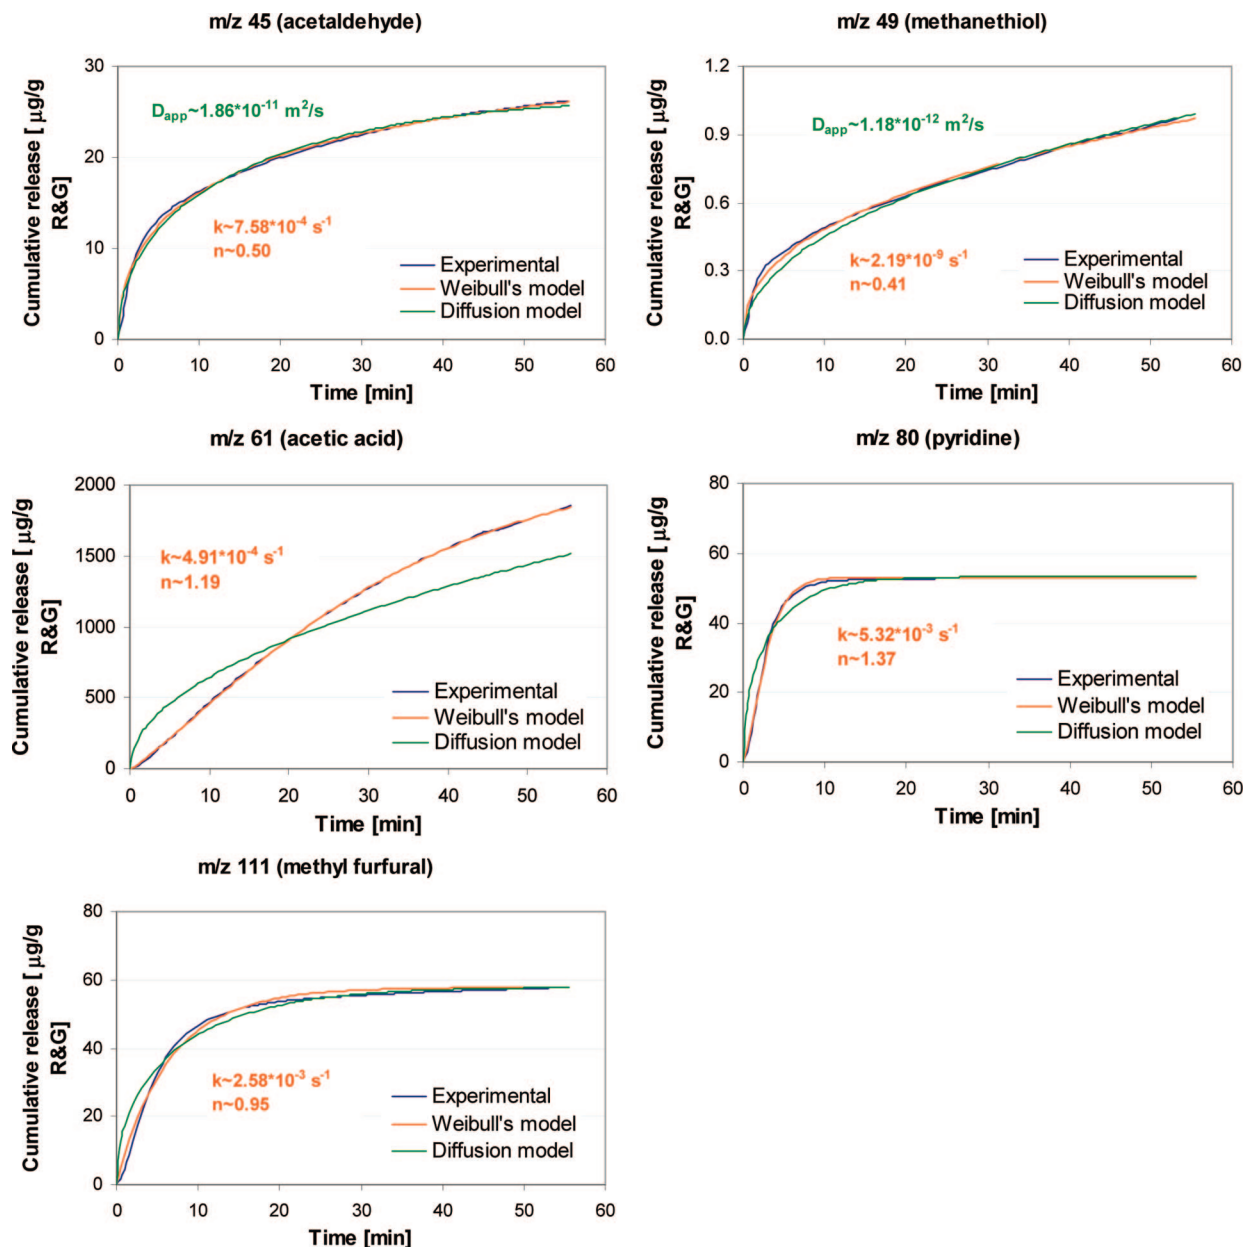 m/z 45 (acetaldehyde)
Cumulative release [ µg/g
R&G]
30
20
10
0
D_app~1.86*10^-11 m^2/s
k~7.58*10^-4 s^-1
n~0.50
Experimental
Weibull's model
Diffusion model
0 10 20 30 40 50 60
Time [min]
m/z 49 (methanethiol)
Cumulative release [ µg/g
R&G]
1.2
0.9
0.6
0.3
0.0
D_app~1.18*10^-12 m^2/s
k~2.19*10^-9 s^-1
n~0.41
Experimental
Weibull's model
Diffusion model
0 10 20 30 40 50 60
Time [min]
m/z 61 (acetic acid)
Cumulative release [ µg/g
R&G]
2000
1500
1000
500
0
k~4.91*10^-4 s^-1
n~1.19
Experimental
Weibull's model
Diffusion model
0 10 20 30 40 50 60
Time [min]
m/z 80 (pyridine)
Cumulative release [ µg/g
R&G]
80
60
40
20
0
k~5.32*10^-3 s^-1
n~1.37
Experimental
Weibull's model
Diffusion model
0 10 20 30 40 50 60
Time [min]
m/z 111 (methyl furfural)
Cumulative release [ µg/g
R&G]
80
60
40
20
0
k~2.58*10^-3 s^-1
n~0.95
Experimental
Weibull's model
Diffusion model
0 10 20 30 40 50 60
Time [min]